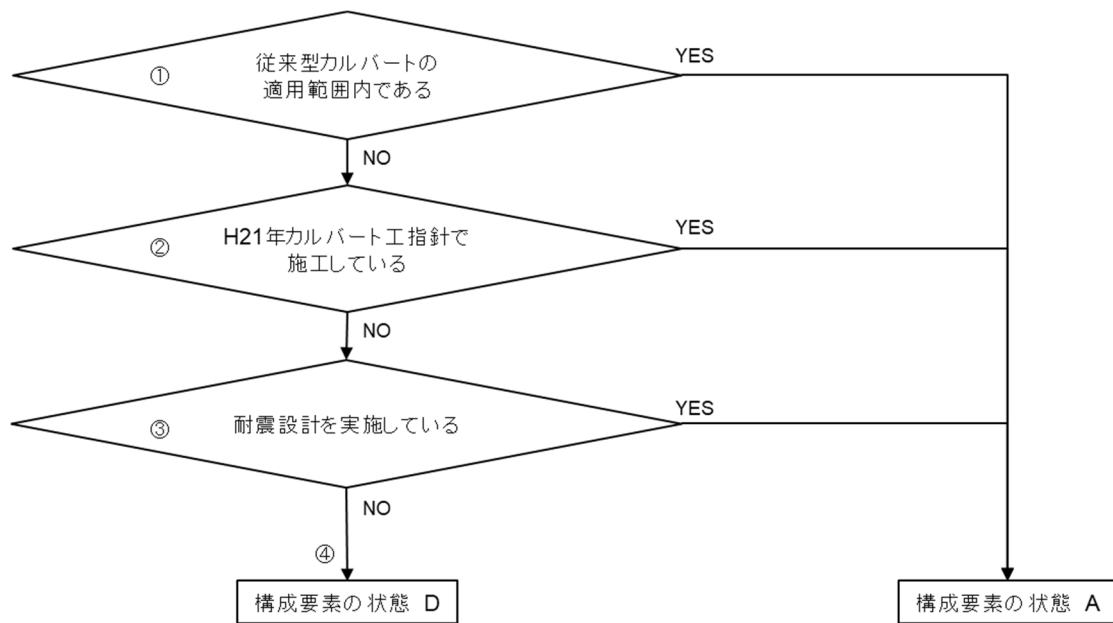 ①
従来型カルバートの
適用範囲内である
YES
NO
②
H21年カルバート工指針で
施工している
YES
NO
③
耐震設計を実施している
YES
NO
④
構成要素の状態 D
構成要素の状態 A